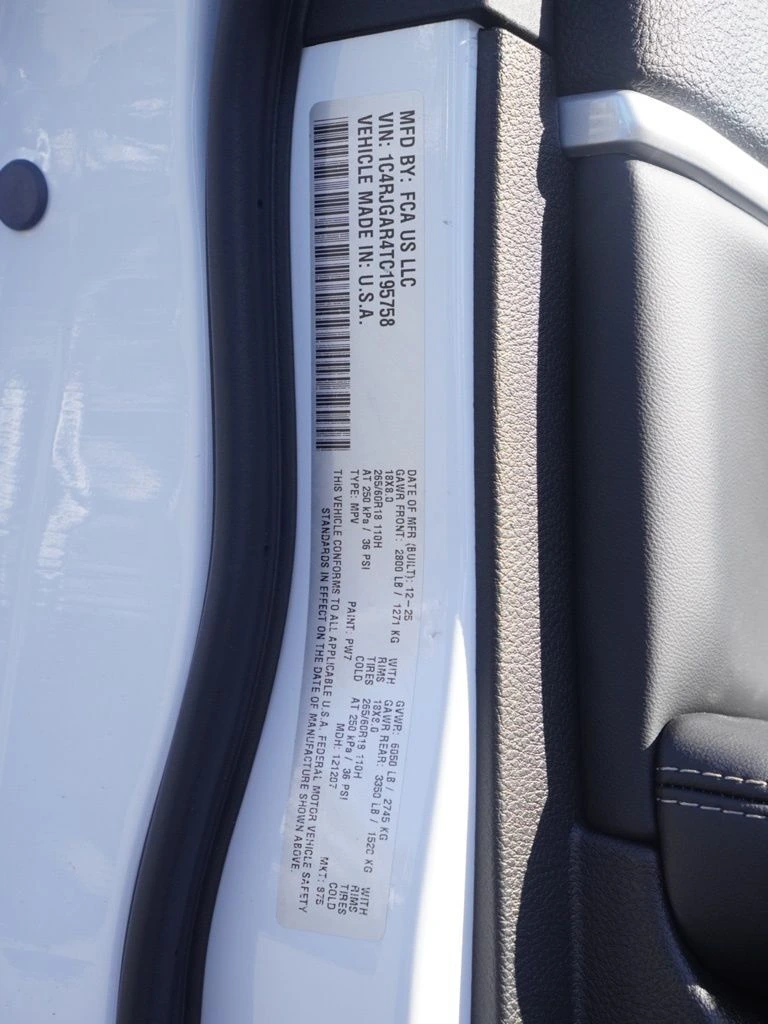 MFD BY: FCA US LLC
VIN: 1C4RJGAR4TC195758
VEHICLE MADE IN: U.S.A.
DATE OF MFR (BUILT): 12-25 GVWR: 6050 LB / 2745 KG
GAWR FRONT: 2800 LB / 1271 KG WITH GAWR REAR: 3350 LB / 1520 KG WITH
18X8.0 RIMS 18X8.0 RIMS
265/60R18 110H TIRES 265/60R18 110H TIRES
AT 250 kPa / 36 PSI COLD AT 250 kPa / 36 PSI COLD
TYPE: MPV PAINT: PW7 MDH: 121207 MKT:
THIS VEHICLE CONFORMS TO ALL APPLICABLE U.S.A. FEDERAL MOTOR VEHICLE SAFETY
STANDARDS IN EFFECT ON THE DATE OF MANUFACTURE SHOWN ABOVE.